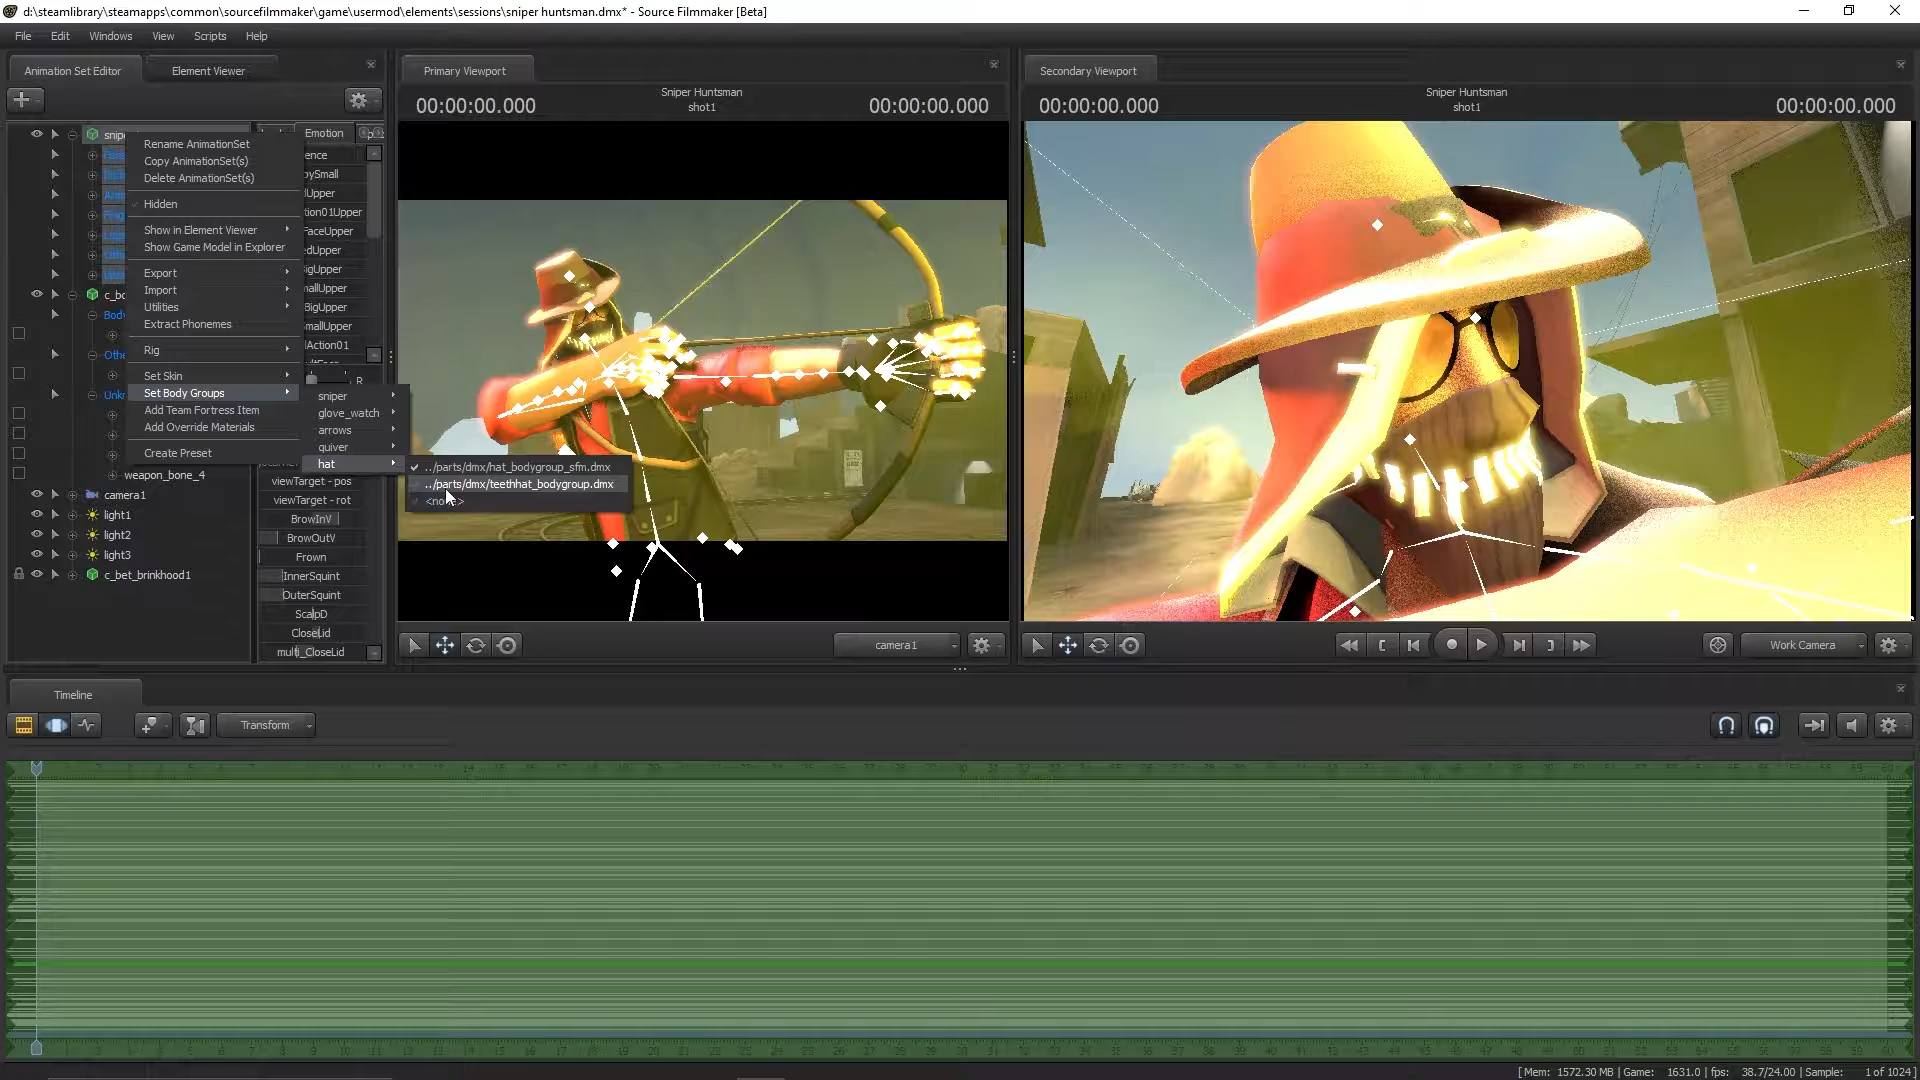 d:\steamlibrary\steamapps\common\sourcefilmmaker\game\usermod\elements\sessions\sniper huntsman.dmx* - Source Filmmaker [Beta]
File Edit Windows View Scripts Help
Animation Set Editor
Element Viewer
Primary Viewport
Secondary Viewport
00:00:00.000
Sniper Huntsman
shot1
00:00:00.000
00:00:00.000
Sniper Huntsman
shot1
00:00:00.000
Emotion
Rename AnimationSet
Copy AnimationSet(s)
Delete AnimationSet(s)
Hidden
Show in Element Viewer
Show Game Model in Explorer
Export
Import
Utilities
Extract Phonemes
Rig
Set Skin
Set Body Groups
Add Team Fortress Item
Add Override Materials
Create Preset
sniper
glove_watch
arrows
quiver
hat
../parts/dmx/hat_bodygroup_sfm.dmx
../parts/dmx/teethhat_bodygroup.dmx
<none>
weapon_bone_4
camera1
light1
light2
light3
c_bet_brinkhood1
viewTarget - pos
viewTarget - rot
BrowInV
BrowOutV
Frown
InnerSquint
OuterSquint
ScalpD
CloseLid
multi_CloseLid
camera1
Work Camera
Timeline
Transform
[ Mem: 1572.30 MB | Game: 1631.0 | fps: 38.7/24.00 | Sample: 1 of 1024 ]